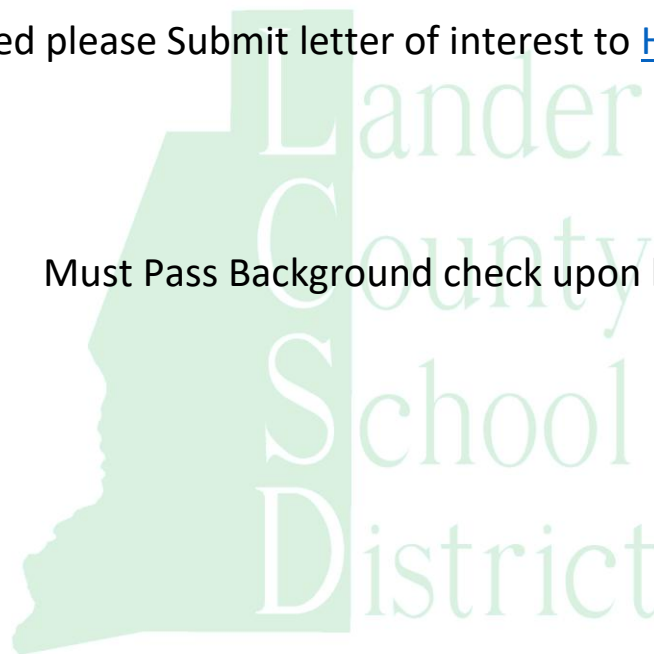 ed please Submit letter of interest to H
Lander
County
Must Pass Background check upon
School
District